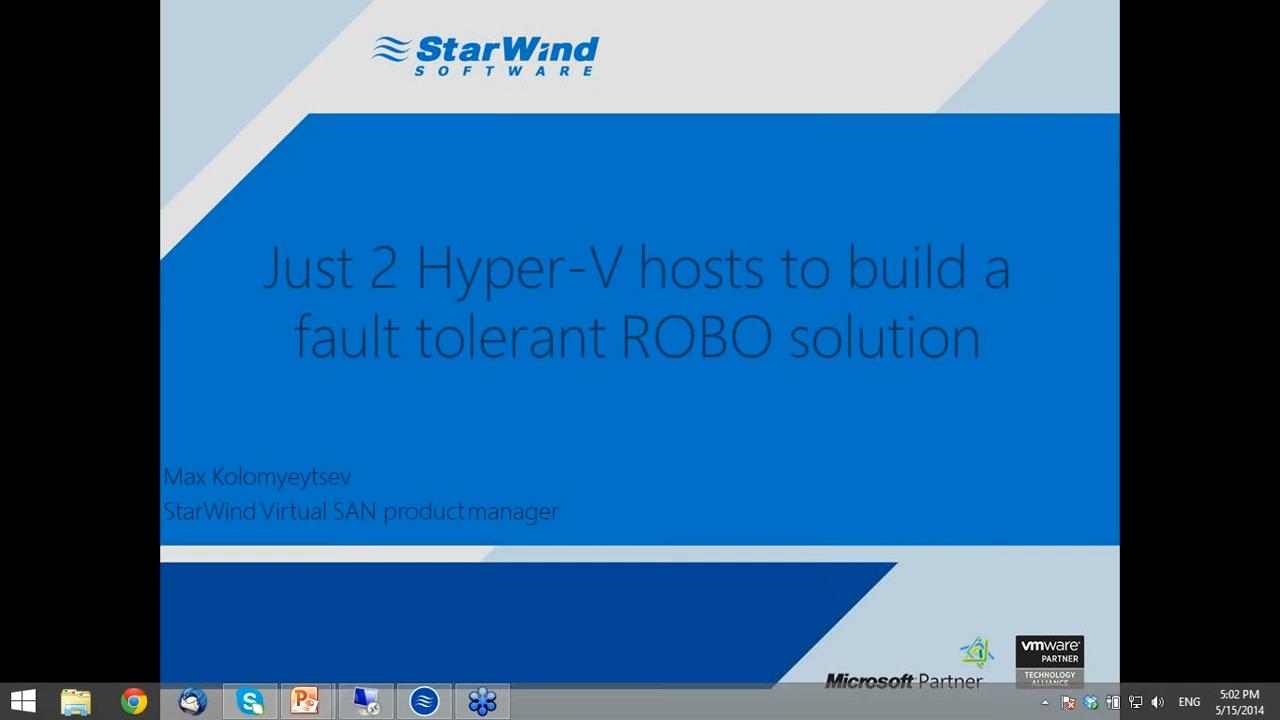 StarWind
SOFTWARE
Just 2 Hyper-V hosts to build a
fault tolerant ROBO solution
Max Kolomyeytsev
StarWind Virtual SAN product manager
Microsoft Partner
vmware
PARTNER
TECHNOLOGY
ALLIANCE
ENG
5:02 PM
5/15/2014